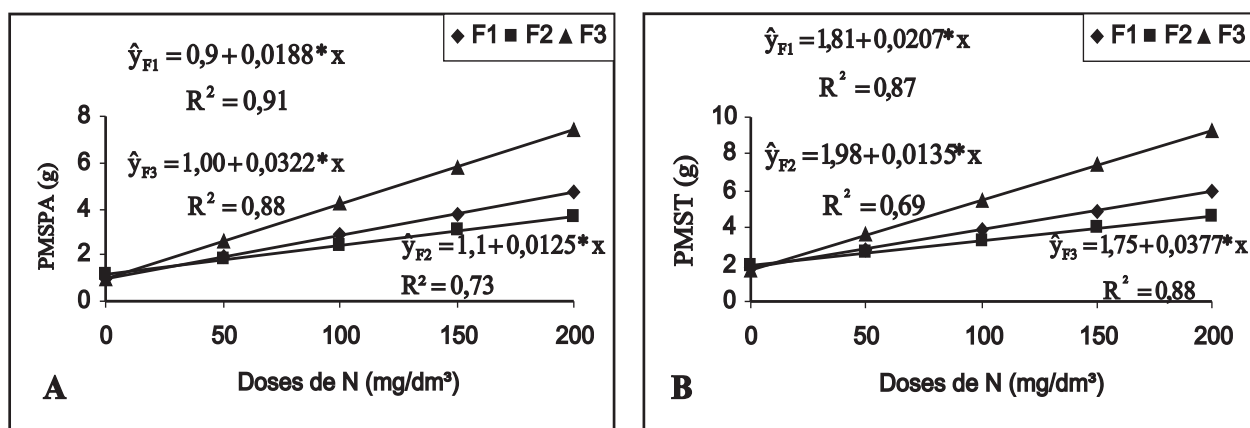 F1 F2 F3
ŷF1 = 0,9+0,0188*x
R² = 0,91
ŷF3 = 1,00+0,0322*x
R² = 0,88
ŷF2 = 1,1+0,0125*x
R² = 0,73
PMSPA (g)
8
6
4
2
0
0 50 100 150 200
Doses de N (mg/dm³)
A
F1 F2 F3
ŷF1 = 1,81+0,0207*x
R² = 0,87
ŷF2 = 1,98+0,0135*x
R² = 0,69
ŷF3 = 1,75+0,0377*x
R² = 0,88
PMST (g)
10
8
6
4
2
0
0 50 100 150 200
Doses de N (mg/dm³)
B